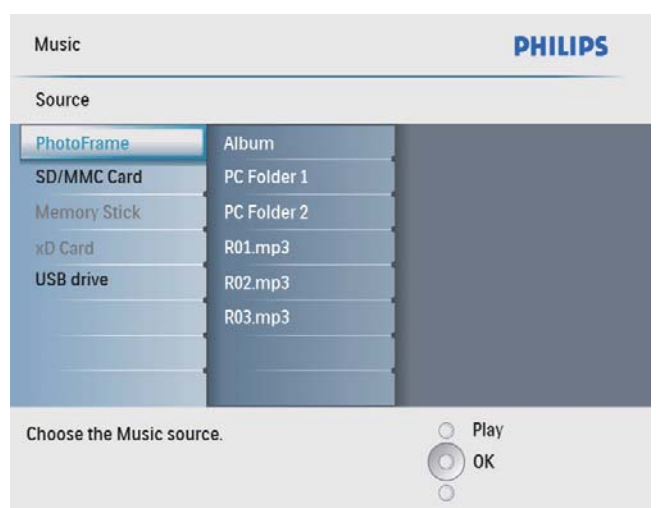 Music
PHILIPS
Source
PhotoFrame
SD/MMC Card
Memory Stick
xD Card
USB drive
Album
PC Folder 1
PC Folder 2
R01.mp3
R02.mp3
R03.mp3
Choose the Music source.
Play
OK